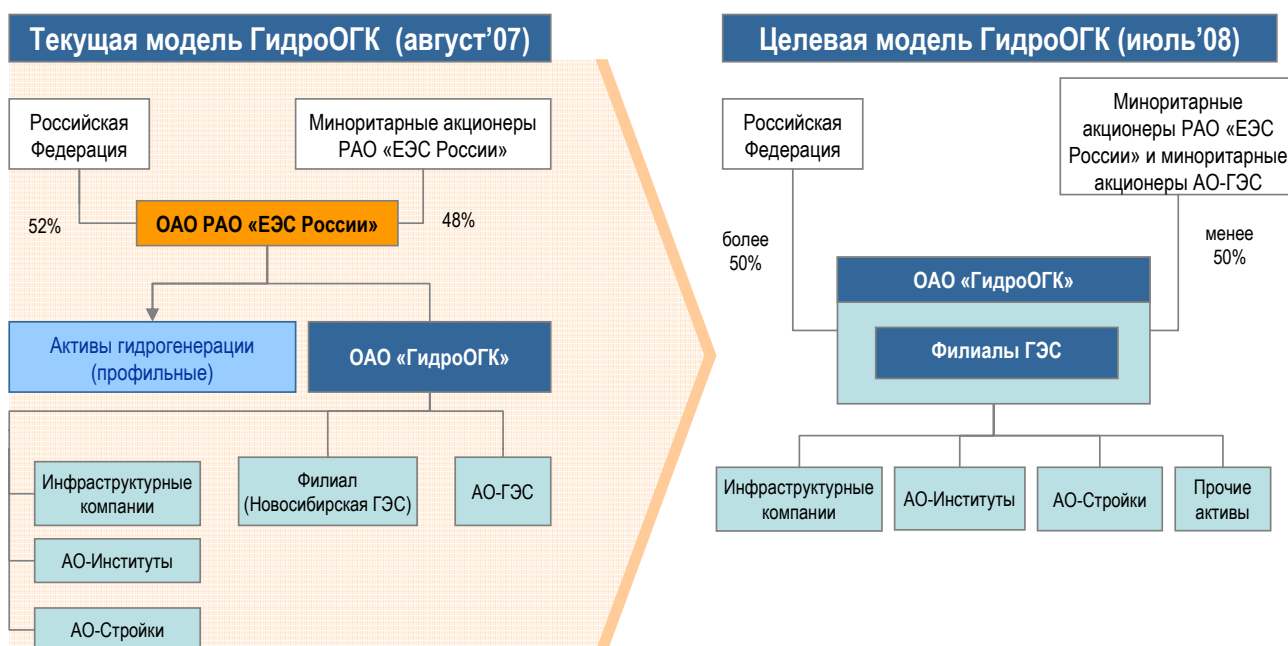 Текущая модель ГидроОГК (август'07)
Российская
Федерация
Миноритарные акционеры
РАО «ЕЭС России»
52%
ОАО РАО «ЕЭС России»
48%
Активы гидрогенерации
(профильные)
ОАО «ГидроОГК»
Инфраструктурные
компании
Филиал
(Новосибирская ГЭС)
АО-ГЭС
АО-Институты
АО-Стройки
Целевая модель ГидроОГК (июль'08)
Российская
Федерация
Миноритарные
акционеры РАО «ЕЭС
России» и миноритарные
акционеры АО-ГЭС
более
50%
менее
50%
ОАО «ГидроОГК»
Филиалы ГЭС
Инфраструктурные
компании
АО-Институты
АО-Стройки
Прочие
активы